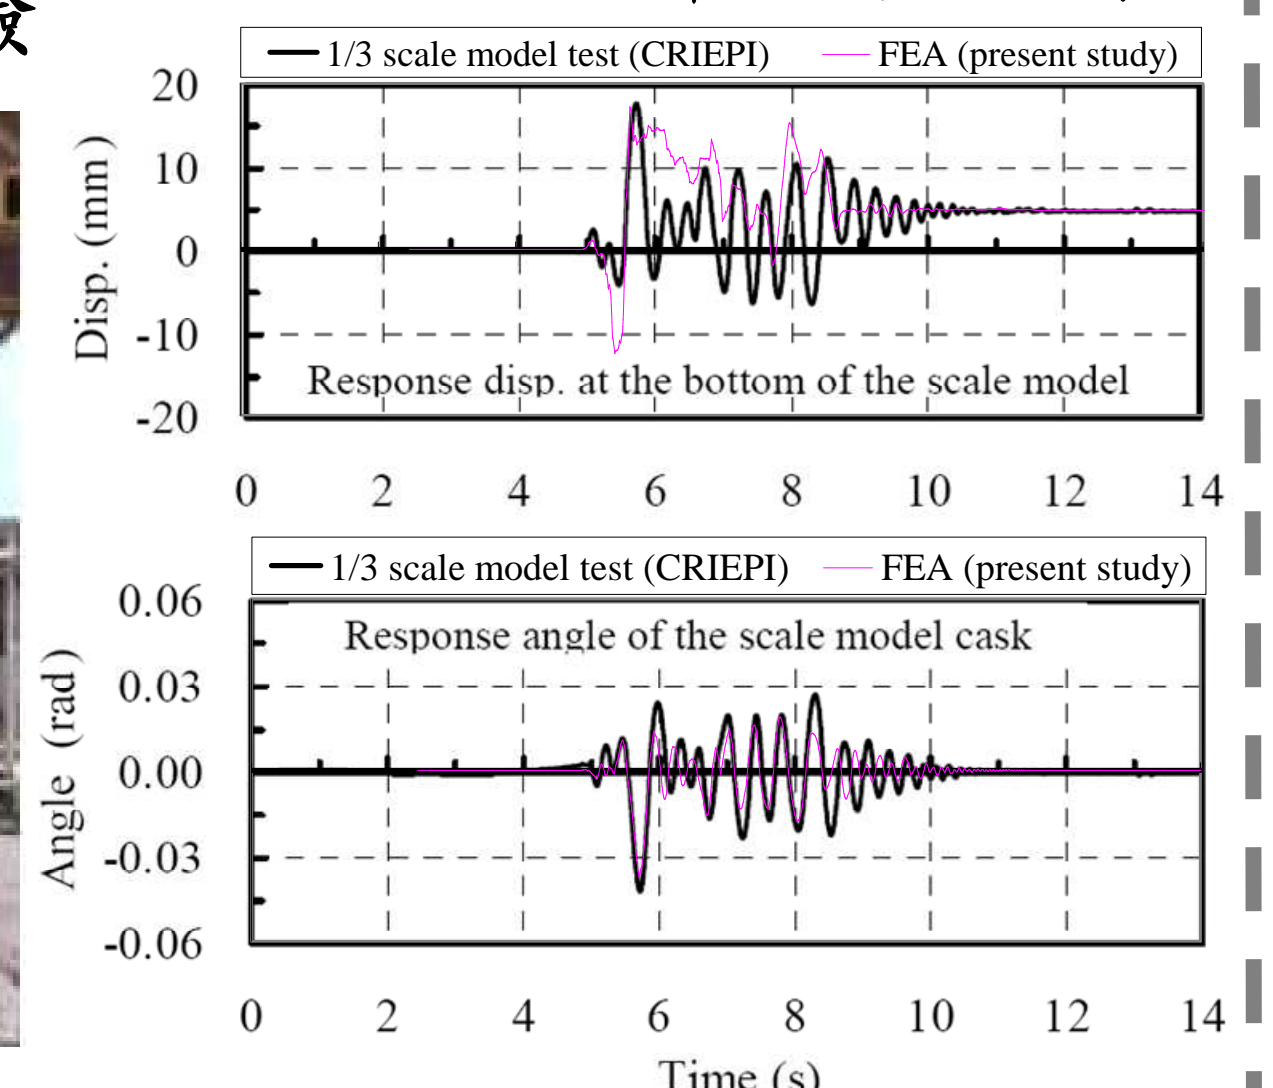 驗
1/3 scale model test (CRIEPI) FEA (present study)
20
10
0
-10
-20
Disp. (mm)
Response disp. at the bottom of the scale model
0 2 4 6 8 10 12 14
1/3 scale model test (CRIEPI) FEA (present study)
0.06
0.03
0.00
-0.03
-0.06
Angle (rad)
Response angle of the scale model cask
0 2 4 6 8 10 12 14
Time (s)